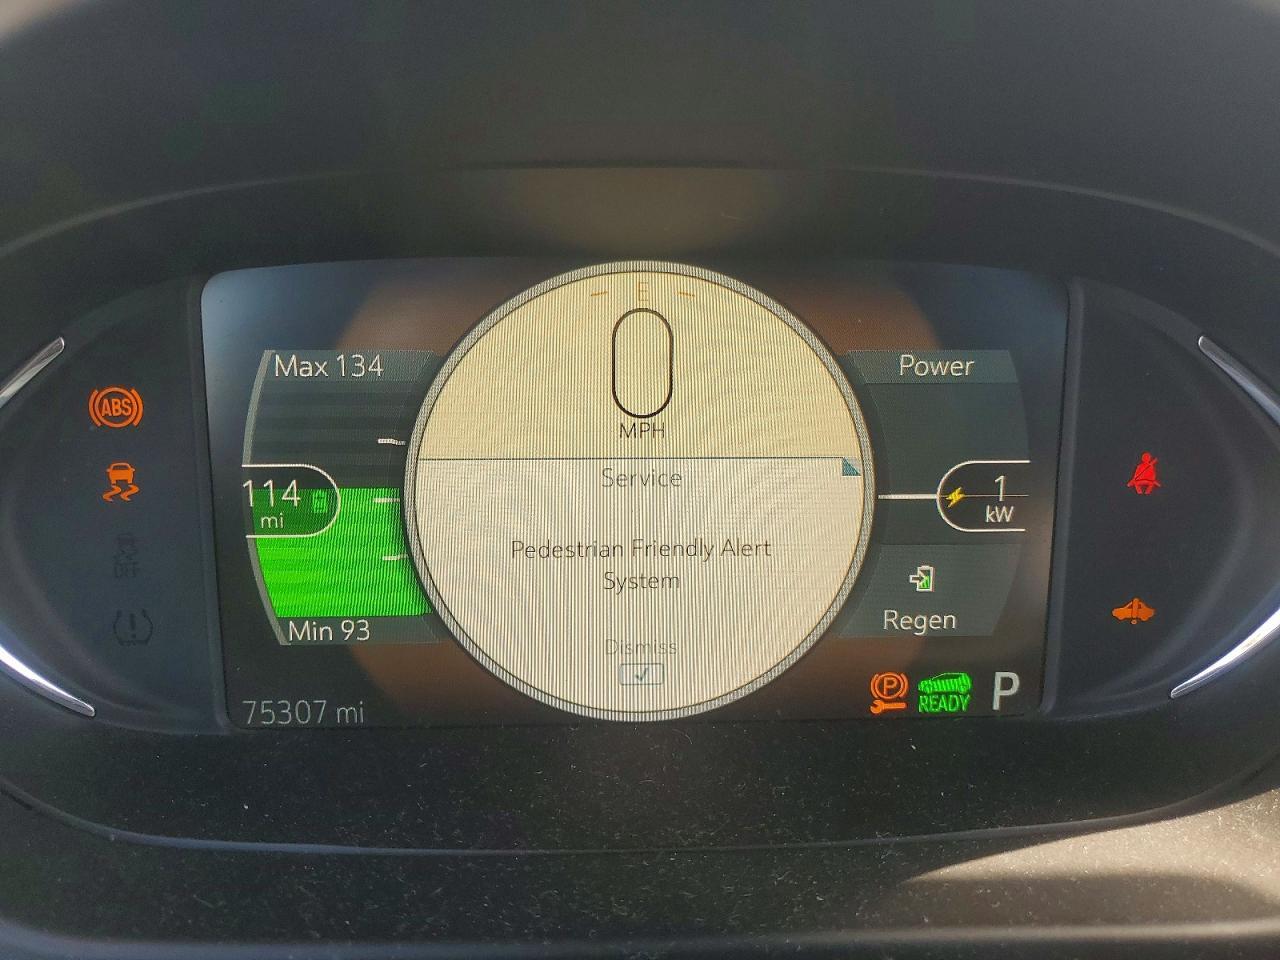 E
0
MPH
Max 134
114
mi
Min 93
75307 mi
Service
Pedestrian Friendly Alert
System
Dismiss
Power
1
kW
Regen
P
READY
P
ABS
OFF